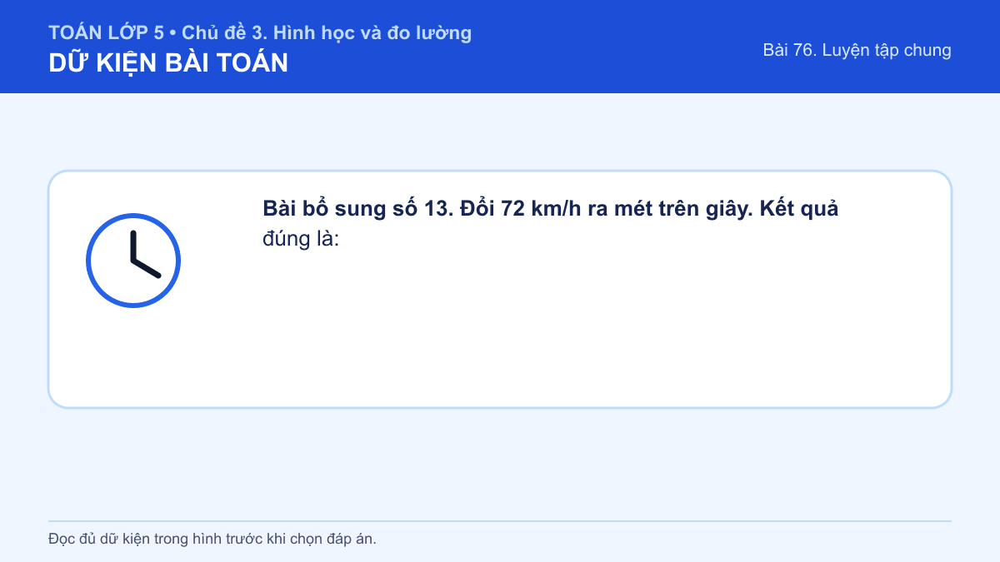 TOÁN LỚP 5 • Chủ đề 3. Hình học và đo lường
DỮ KIỆN BÀI TOÁN
Bài 76. Luyện tập chung
Bài bổ sung số 13. Đổi 72 km/h ra mét trên giây. Kết quả
đúng là:
Đọc đủ dữ kiện trong hình trước khi chọn đáp án.